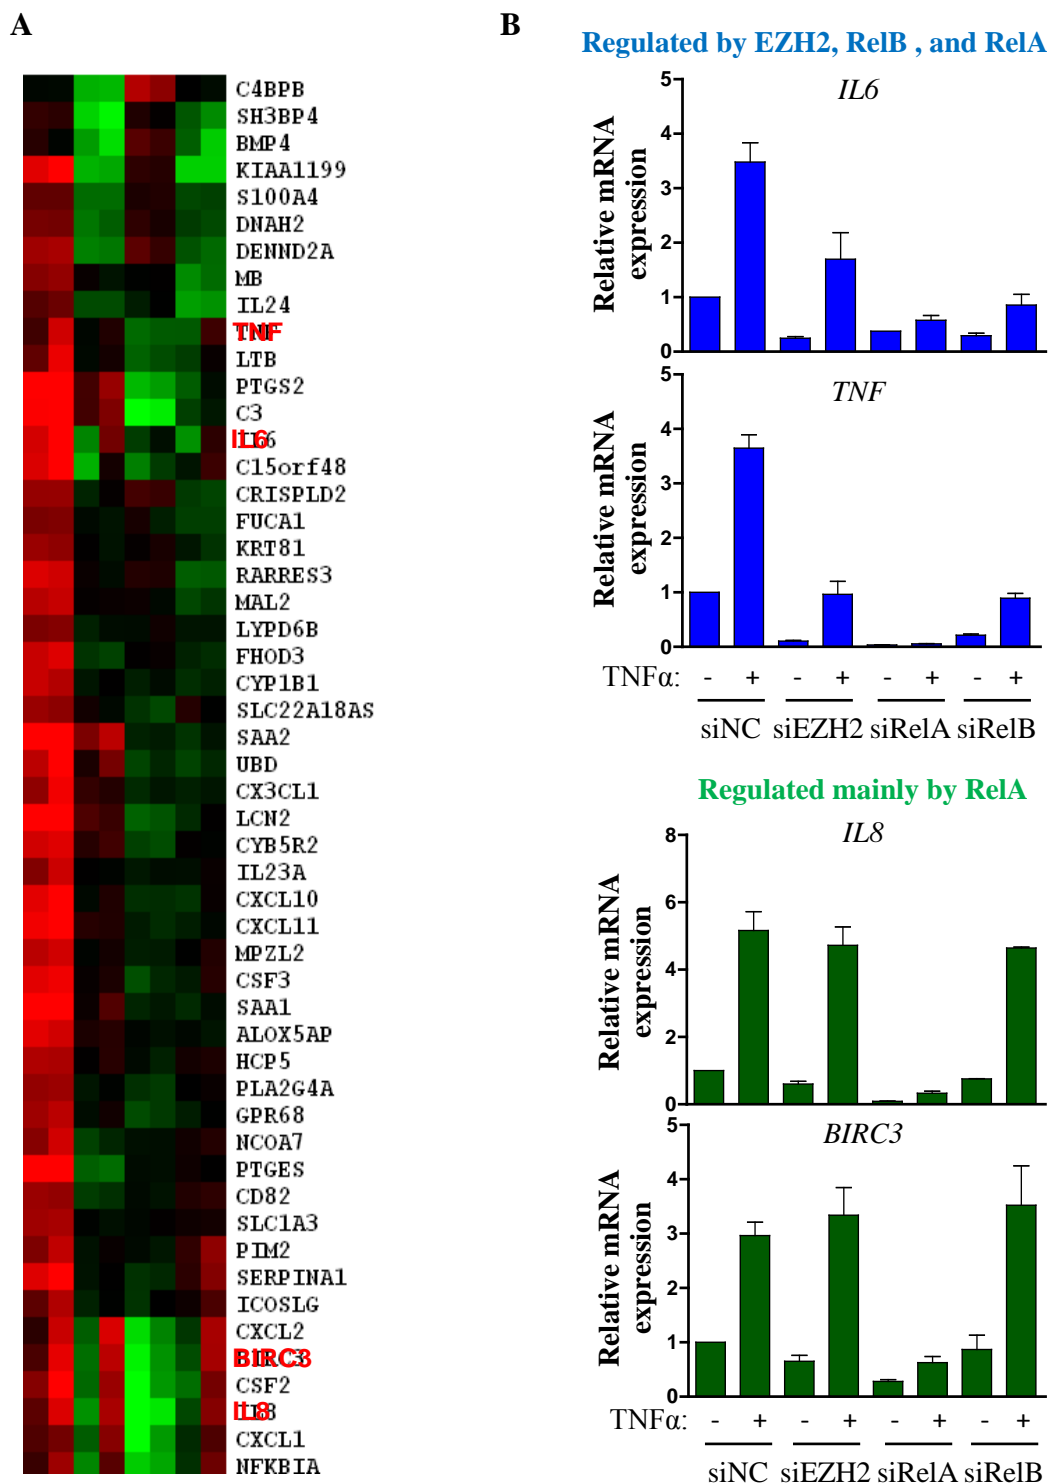 A
C4BPB
SH3BP4
BMP4
KIAA1199
S100A4
DNAH2
DENND2A
MB
IL24
TNF
LTB
PTGS2
C3
IL6
C15orf48
CRISPLD2
FUCA1
KRT81
RARRES3
MAL2
LYPD6B
FHOD3
CYP1B1
SLC22A18AS
SAA2
UBD
CX3CL1
LCN2
CYB5R2
IL23A
CXCL10
CXCL11
MPZL2
CSF3
SAA1
ALOX5AP
HCP5
PLA2G4A
GPR68
NCOA7
PTGES
CD82
SLC1A3
PIM2
SERPINA1
ICOSLG
CXCL2
BIRC3
CSF2
IL8
CXCL1
NFKBIA
B
Regulated by EZH2, RelB , and RelA
IL6
Relative mRNA
expression
5
4
3
2
1
0
TNF
Relative mRNA
expression
5
4
3
2
1
0
TNFα: - + - + - + - +
siNC siEZH2 siRelA siRelB
Regulated mainly by RelA
IL8
Relative mRNA
expression
8
6
4
2
0
BIRC3
Relative mRNA
expression
5
4
3
2
1
0
TNFα: - + - + - + - +
siNC siEZH2 siRelA siRelB